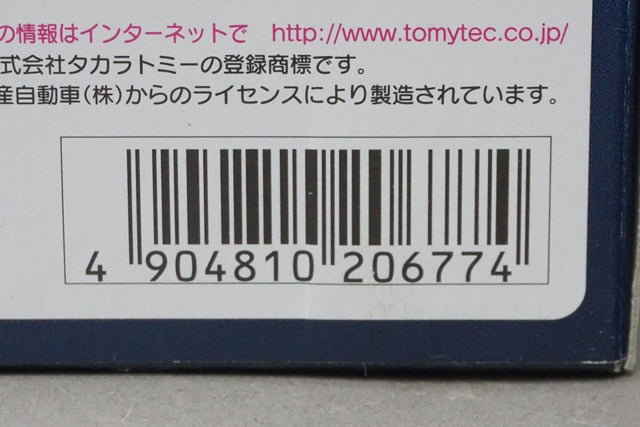 の情報はインターネットで http://www.tomytec.co.jp/
式会社タカラトミーの登録商標です。
産自動車(株)からのライセンスにより製造されています。
4 904810 206774